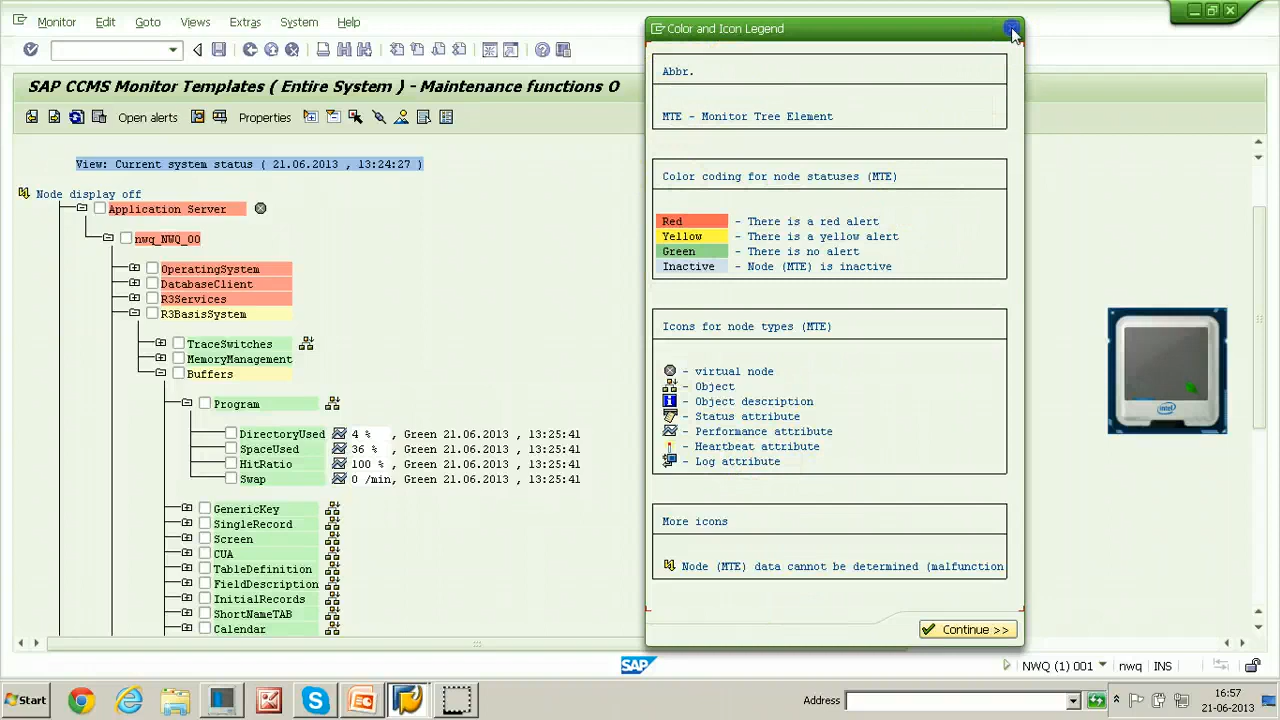 Monitor Edit Goto Views Extras System Help
SAP CCMS Monitor Templates ( Entire System ) - Maintenance functions O
Open alerts Properties
View: Current system status ( 21.06.2013 , 13:24:27 )
Node display off
Application Server
nwq_NWQ_00
OperatingSystem
DatabaseClient
R3Services
R3BasisSystem
TraceSwitches
MemoryManagement
Buffers
Program
DirectoryUsed 4 % , Green 21.06.2013 , 13:25:41
SpaceUsed 36 % , Green 21.06.2013 , 13:25:41
HitRatio 100 % , Green 21.06.2013 , 13:25:41
Swap 0 /min, Green 21.06.2013 , 13:25:41
GenericKey
SingleRecord
Screen
CUA
TableDefinition
FieldDescription
InitialRecords
ShortNameTAB
Calendar
Color and Icon Legend
Abbr.
MTE - Monitor Tree Element
Color coding for node statuses (MTE)
Red - There is a red alert
Yellow - There is a yellow alert
Green - There is no alert
Inactive - Node (MTE) is inactive
Icons for node types (MTE)
- virtual node
- Object
- Object description
- Status attribute
- Performance attribute
- Heartbeat attribute
- Log attribute
More icons
Node (MTE) data cannot be determined (malfunction
Continue >>
intel
SAP
NWQ (1) 001 nwq INS
Start
Address
16:57
21-06-2013